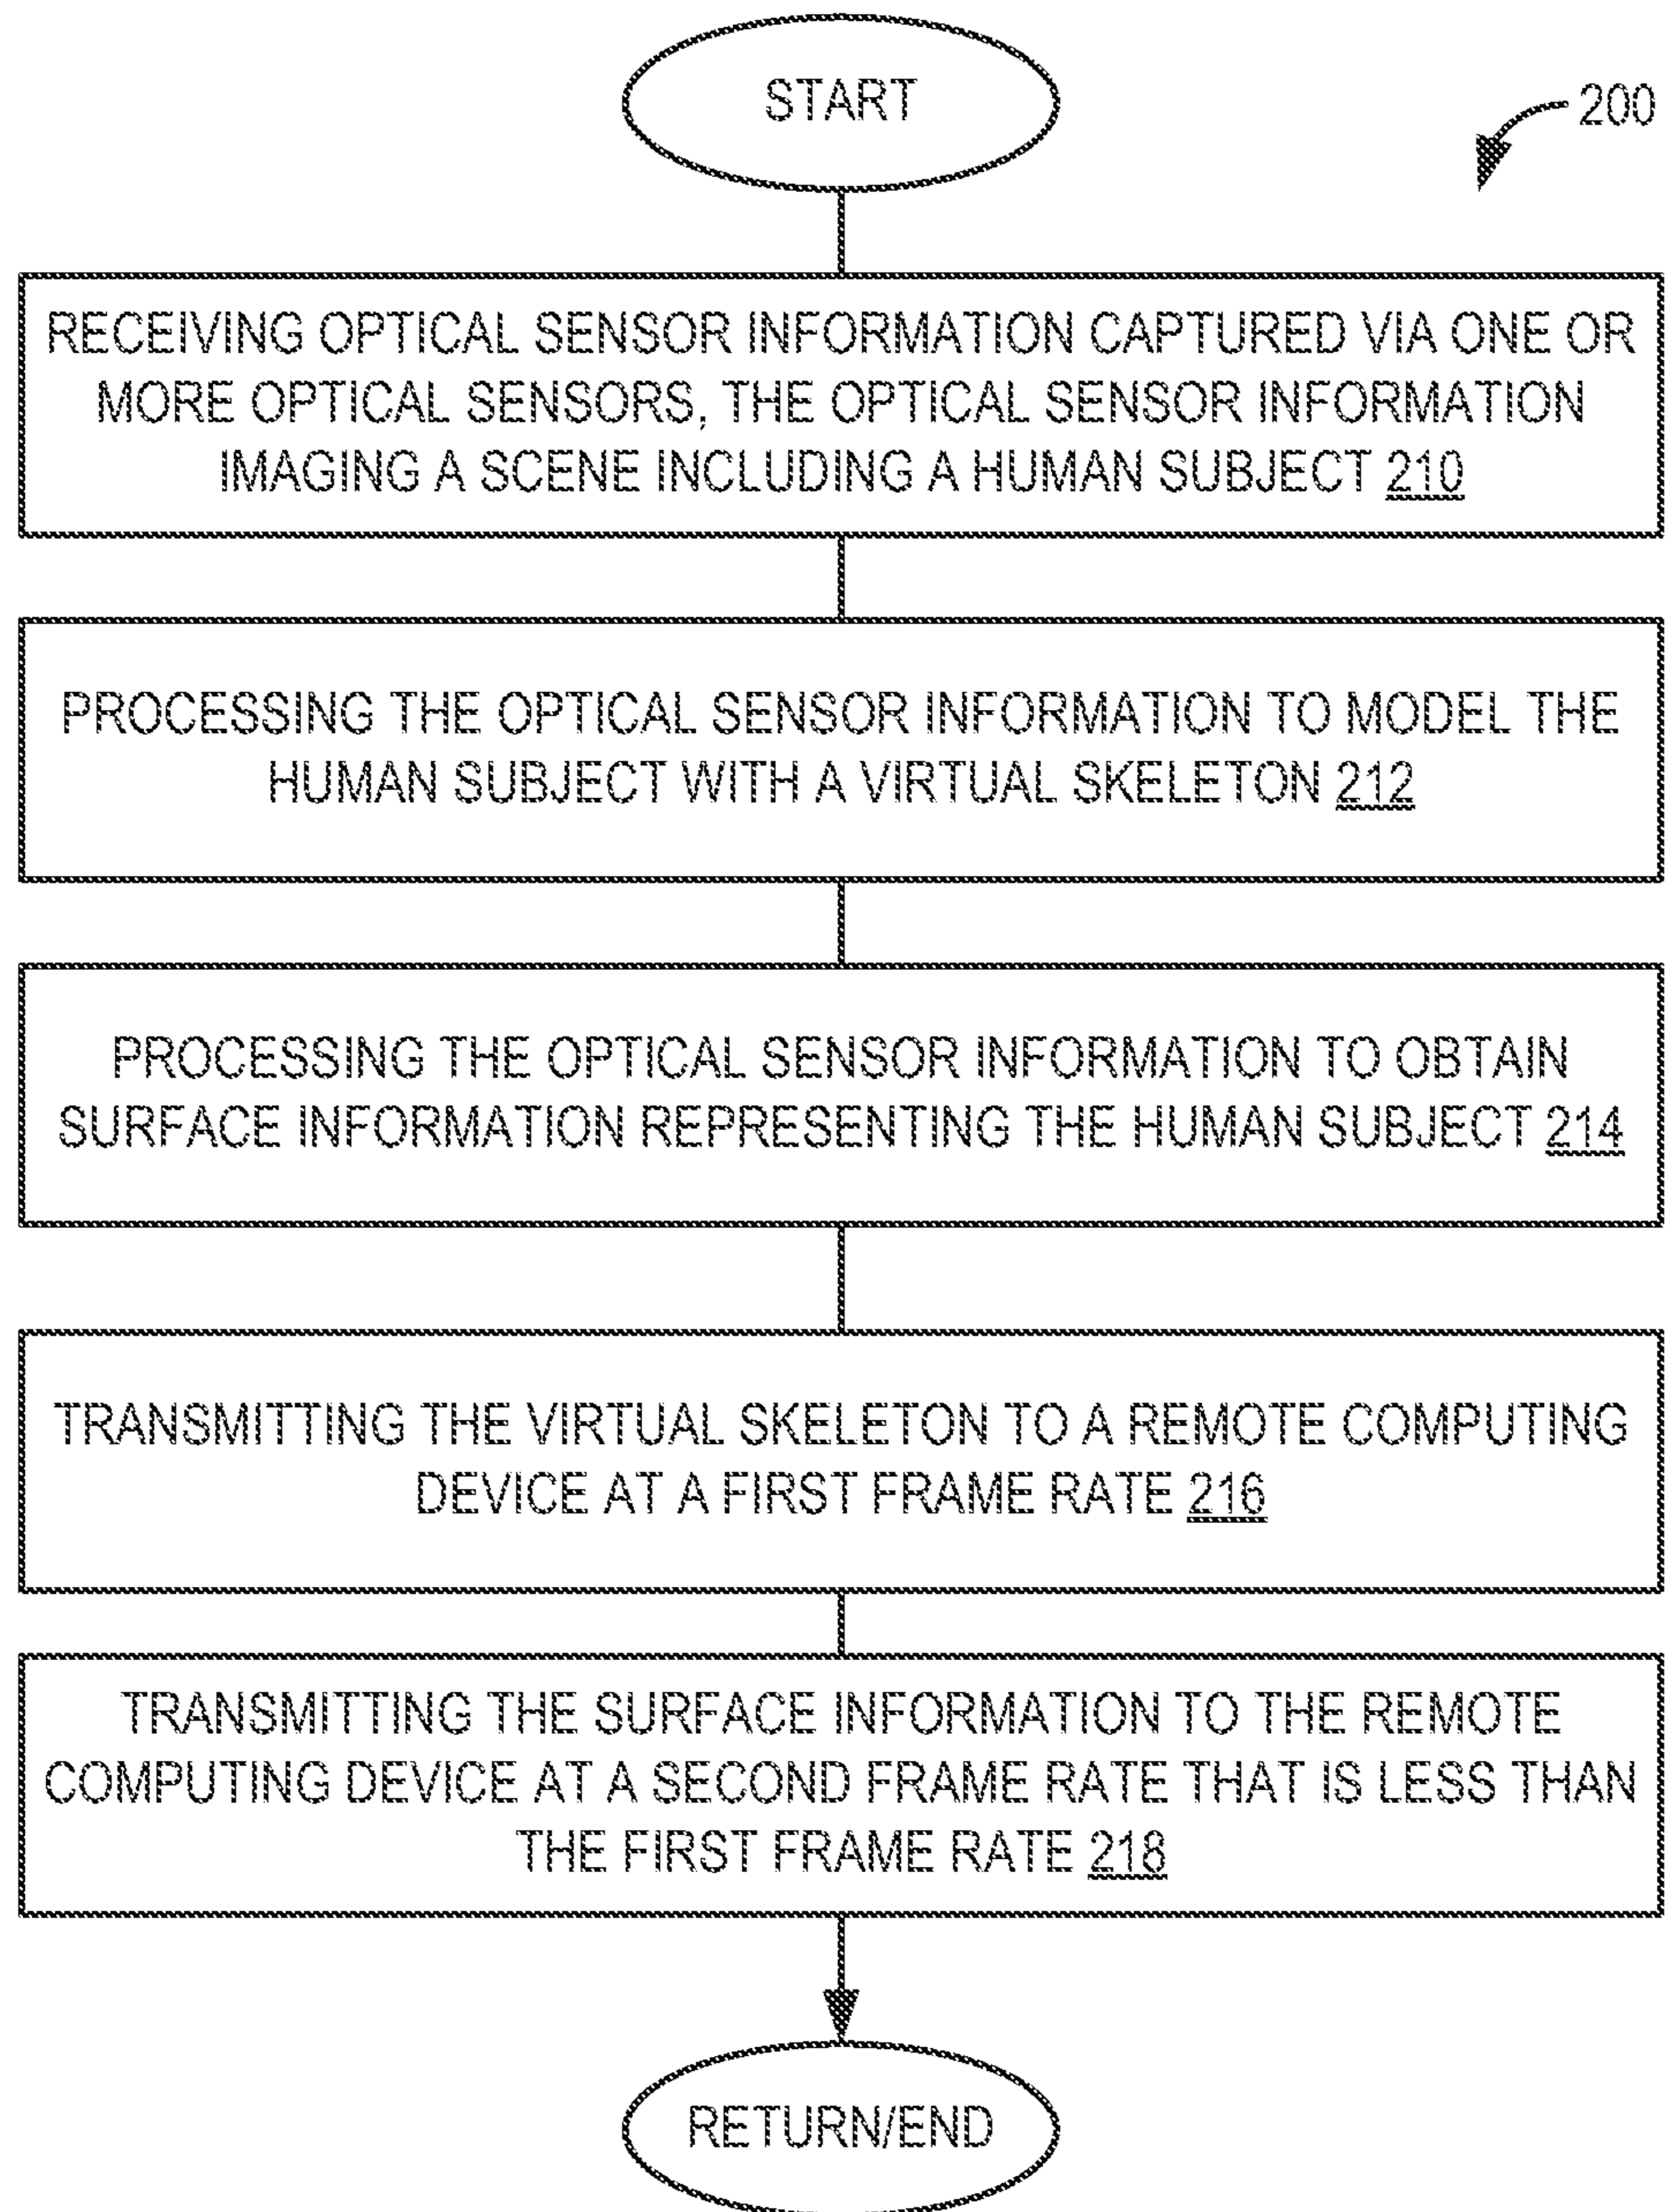 START
200
RECEIVING OPTICAL SENSOR INFORMATION CAPTURED VIA ONE OR
MORE OPTICAL SENSORS, THE OPTICAL SENSOR INFORMATION
IMAGING A SCENE INCLUDING A HUMAN SUBJECT 210
PROCESSING THE OPTICAL SENSOR INFORMATION TO MODEL THE
HUMAN SUBJECT WITH A VIRTUAL SKELETON 212
PROCESSING THE OPTICAL SENSOR INFORMATION TO OBTAIN
SURFACE INFORMATION REPRESENTING THE HUMAN SUBJECT 214
TRANSMITTING THE VIRTUAL SKELETON TO A REMOTE COMPUTING
DEVICE AT A FIRST FRAME RATE 216
TRANSMITTING THE SURFACE INFORMATION TO THE REMOTE
COMPUTING DEVICE AT A SECOND FRAME RATE THAT IS LESS THAN
THE FIRST FRAME RATE 218
RETURN/END